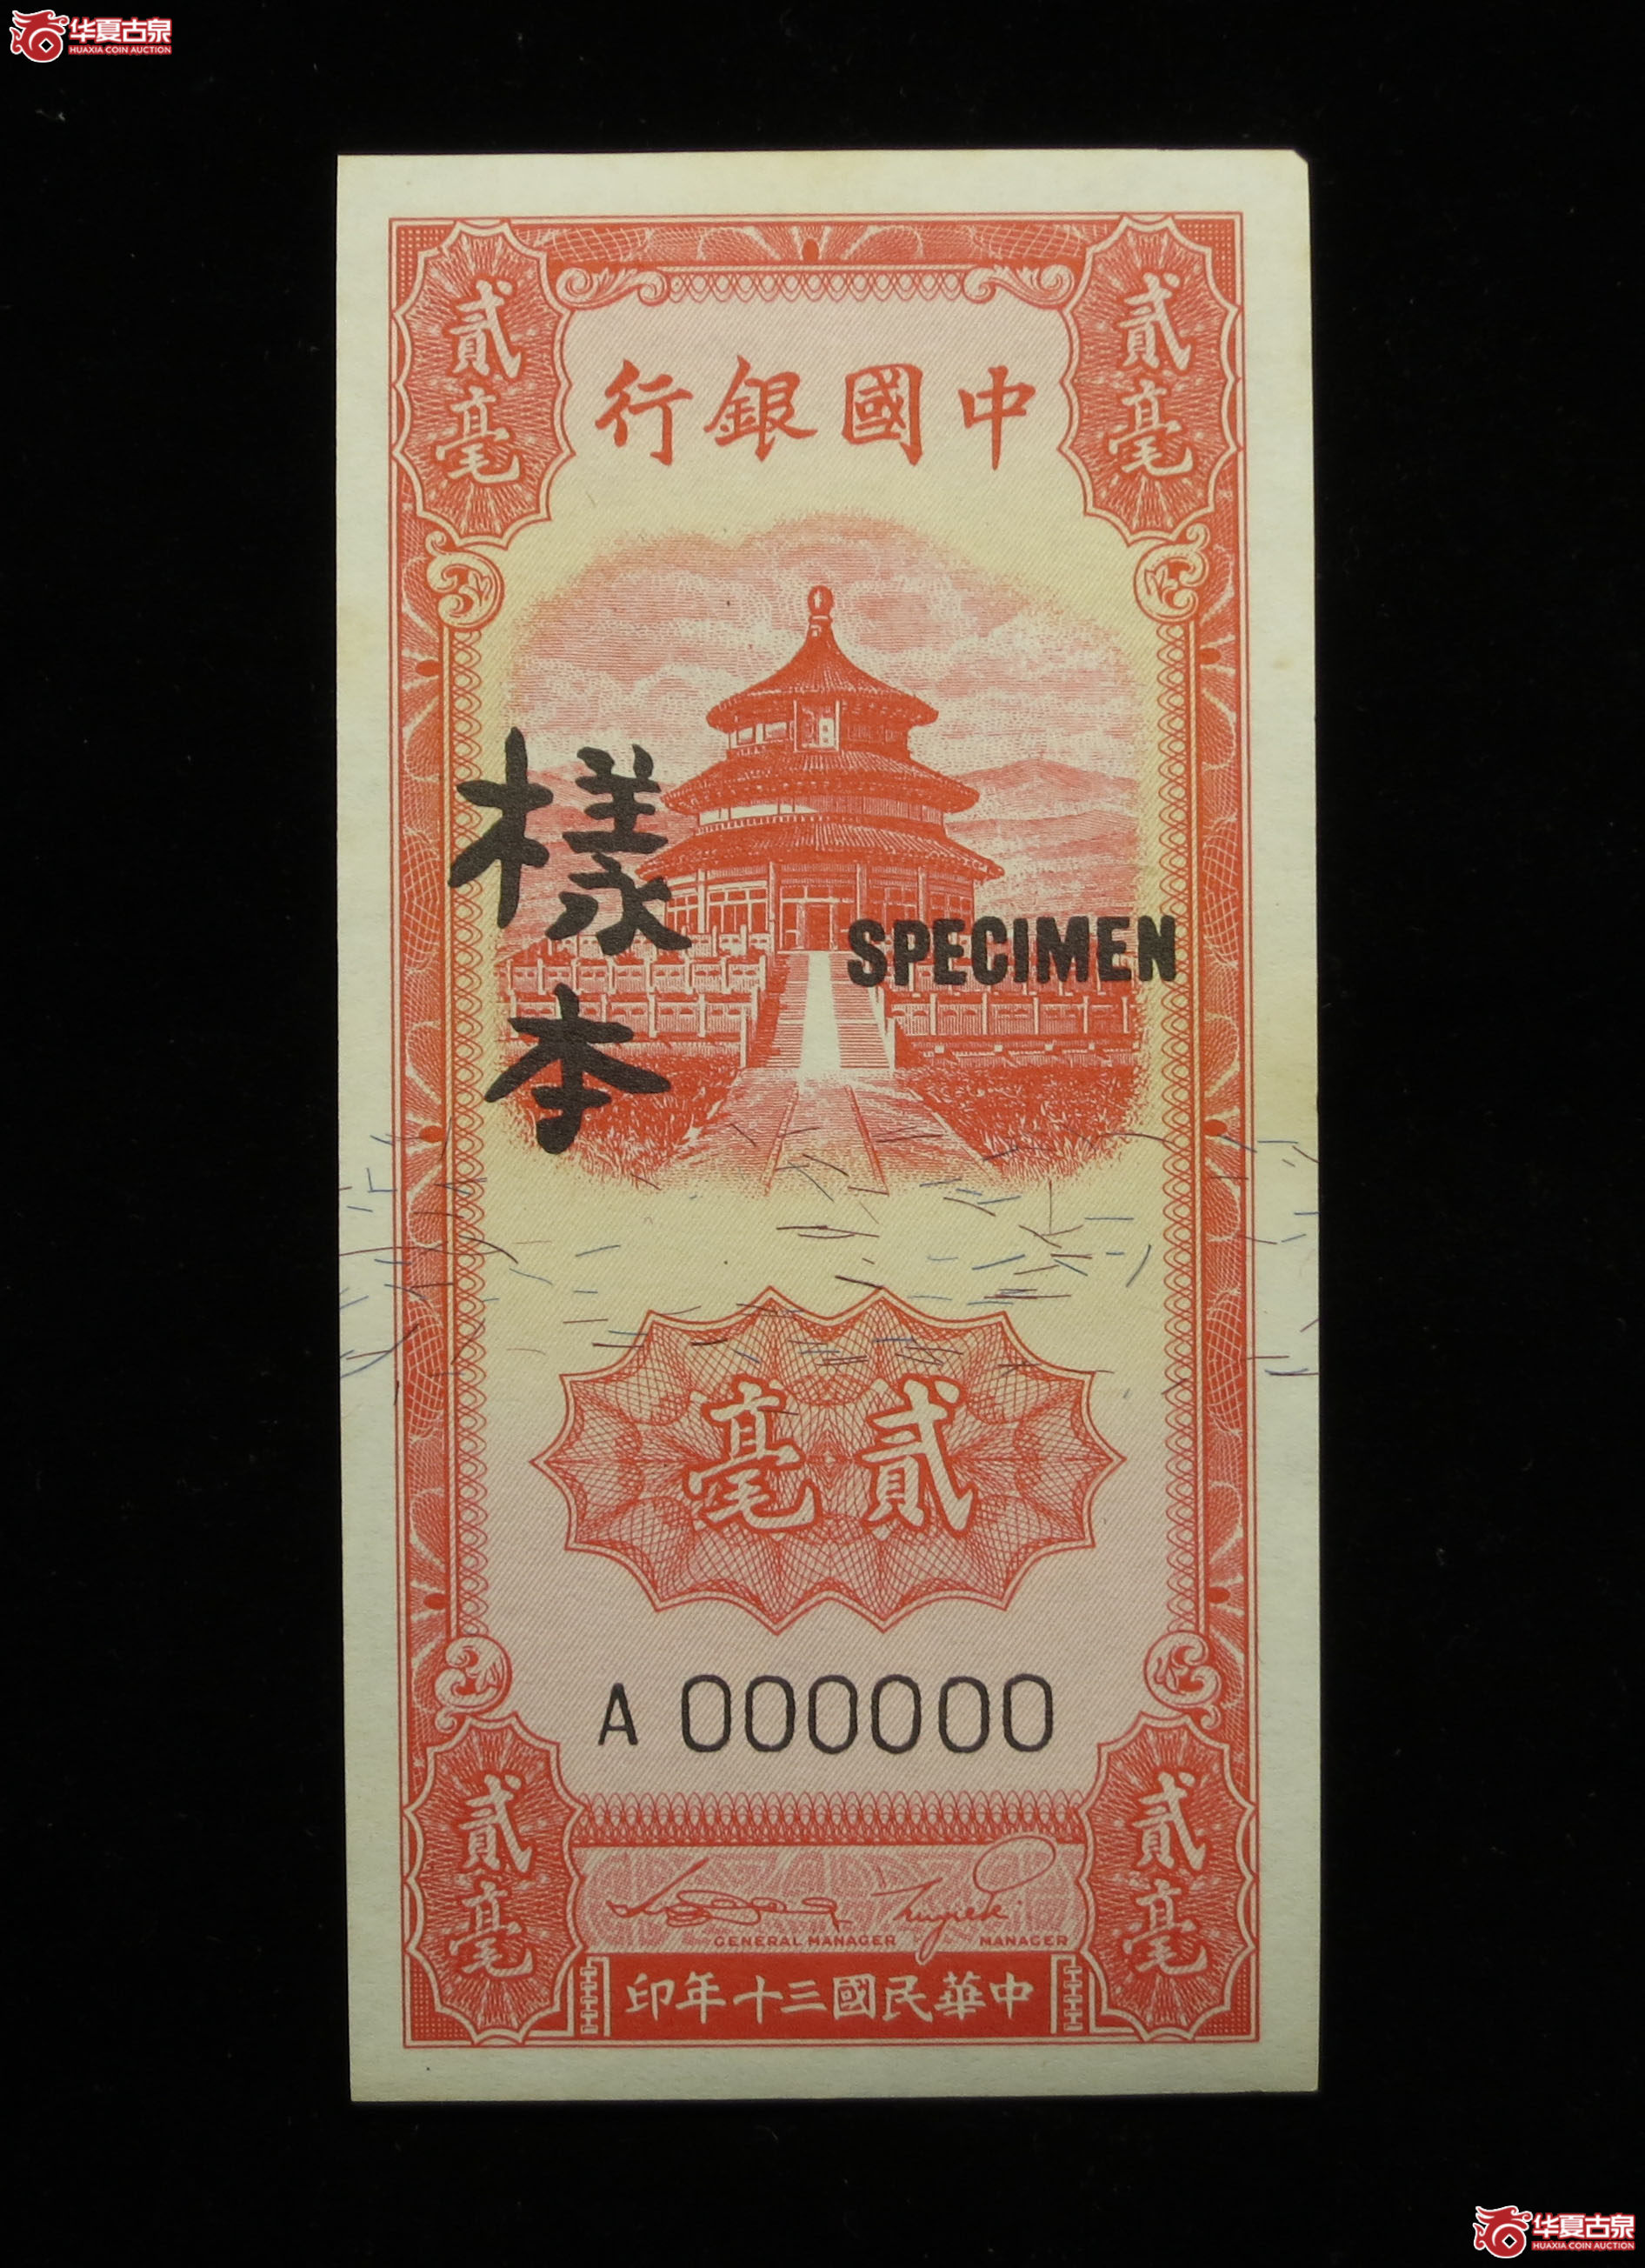 华夏古泉
HUAXIA COIN AUCTION
貳毫
貳毫
中國銀行
樣本
SPECIMEN
貳毫
A 000000
貳毫
貳毫
GENERAL MANAGER
MANAGER
中華民國三十年印
华夏古泉
HUAXIA COIN AUCTION